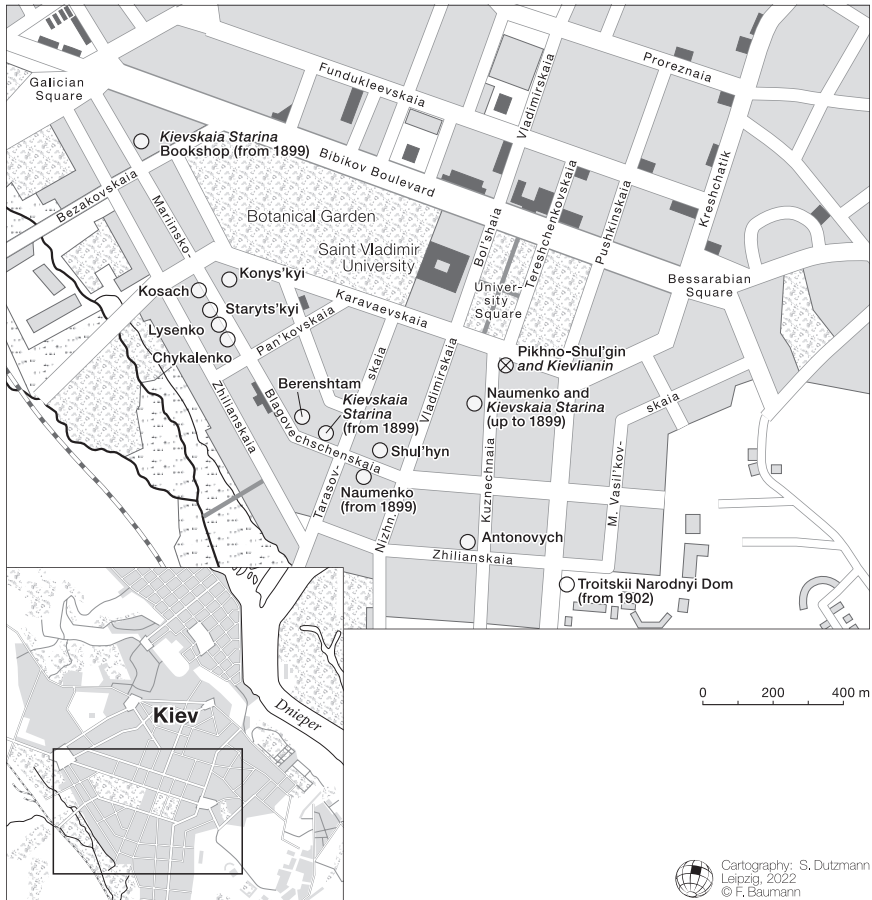 Galician
Square
Fundukleevskaia
Vladimirskaia
Proreznaia
Kievskaia Starina
Bookshop (from 1899)
Bibikov Boulevard
Bezakovskaia
Mariinsko-
Botanical Garden
Saint Vladimir
University
Bol'shaia
Tereshchenkovskaia
Pushkinskaia
Kreshchatik
Bessarabian
Square
Univer-
sity
Square
Konys'kyi
Kosach
Staryts'kyi
Lysenko
Chykalenko
Karavaevskaia
Pan'kovskaia
Pikhno-Shul'gin
and Kievlianin
Berenshtam
Kievskaia
Starina
(from 1899)
Naumenko and
Kievskaia Starina
(up to 1899)
Zhilianskaia
Blagovechschenskaia
skaia
Tarasov-
Vladimirskaia
Nizhn.
Kuznechnaia
skaia
M. Vasil'kov-
Shul'hyn
Naumenko
(from 1899)
Antonovych
Zhilianskaia
Troitskii Narodnyi Dom
(from 1902)
Kiev
Dnieper
0 200 400 m
Cartography: S. Dutzmann
Leipzig, 2022
© F. Baumann